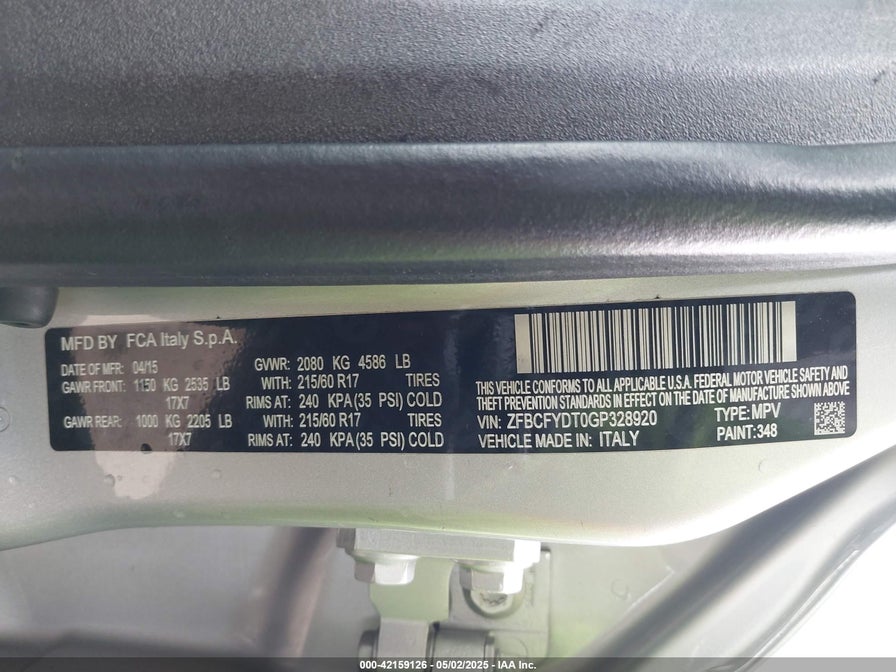 MFD BY FCA Italy S.p.A.
DATE OF MFR: 04/15
GAWR FRONT: 1150 KG 2535 LB
17X7
GAWR REAR: 1000 KG 2205 LB
17X7
GVWR: 2080 KG 4586 LB
WITH: 215/60 R17 TIRES
RIMS AT: 240 KPA (35 PSI) COLD
WITH: 215/60 R17 TIRES
RIMS AT: 240 KPA (35 PSI) COLD
THIS VEHICLE CONFORMS TO ALL APPLICABLE U.S.A. FEDERAL MOTOR VEHICLE SAFETY AND
THEFT PREVENTION STANDARDS IN EFFECT ON THE DATE OF MANUFACTURE SHOWN ABOVE.
VIN: ZFBCFYDT0GP328920 TYPE: MPV
VEHICLE MADE IN: ITALY PAINT: 348
000-42159126 - 05/02/2025 - IAA Inc.